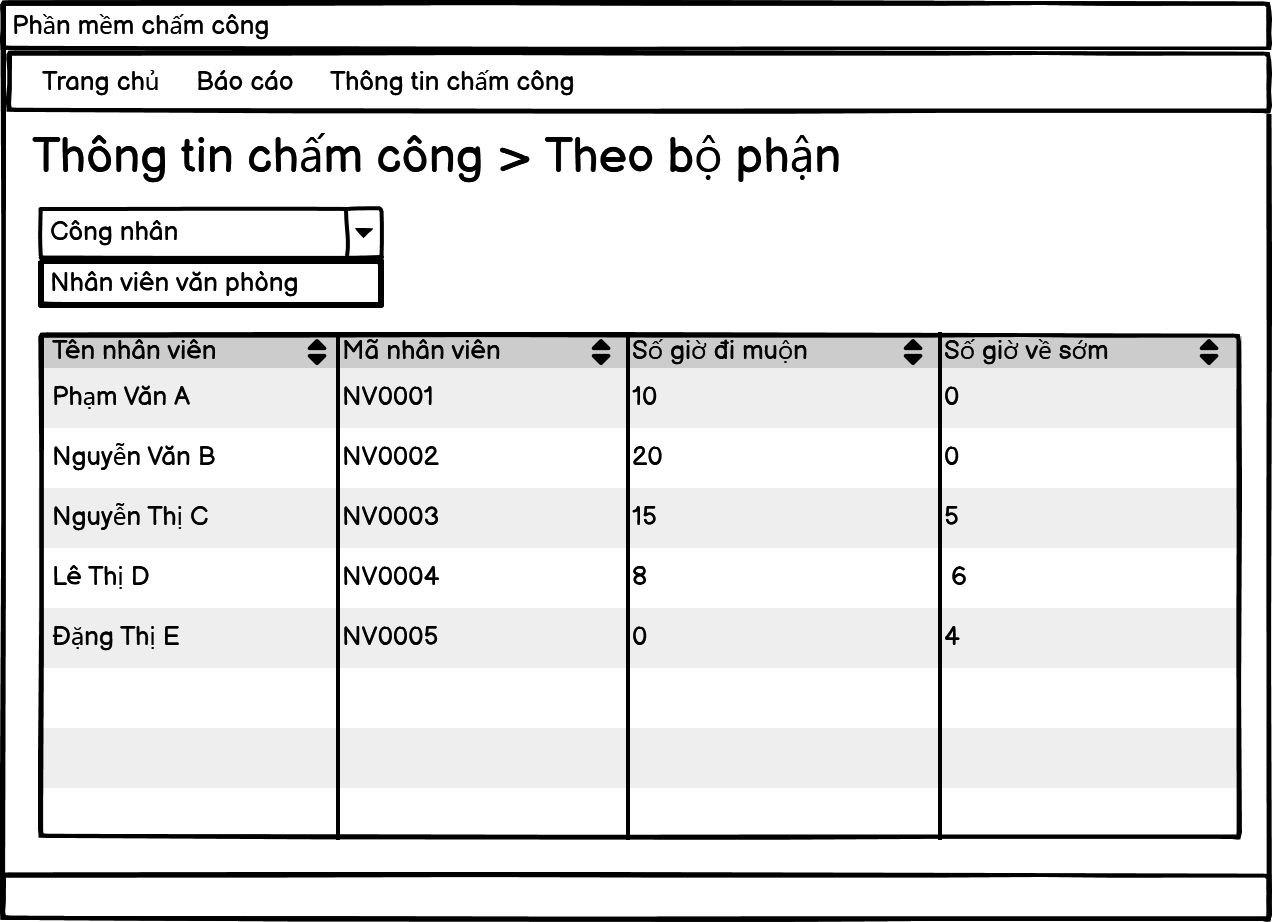 Phần mềm chấm công
Trang chủ Báo cáo Thông tin chấm công
Thông tin chấm công > Theo bộ phận
Công nhân
Nhân viên văn phòng
Tên nhân viên Mã nhân viên Số giờ đi muộn Số giờ về sớm
Phạm Văn A NV0001 10 0
Nguyễn Văn B NV0002 20 0
Nguyễn Thị C NV0003 15 5
Lê Thị D NV0004 8 6
Đặng Thị E NV0005 0 4